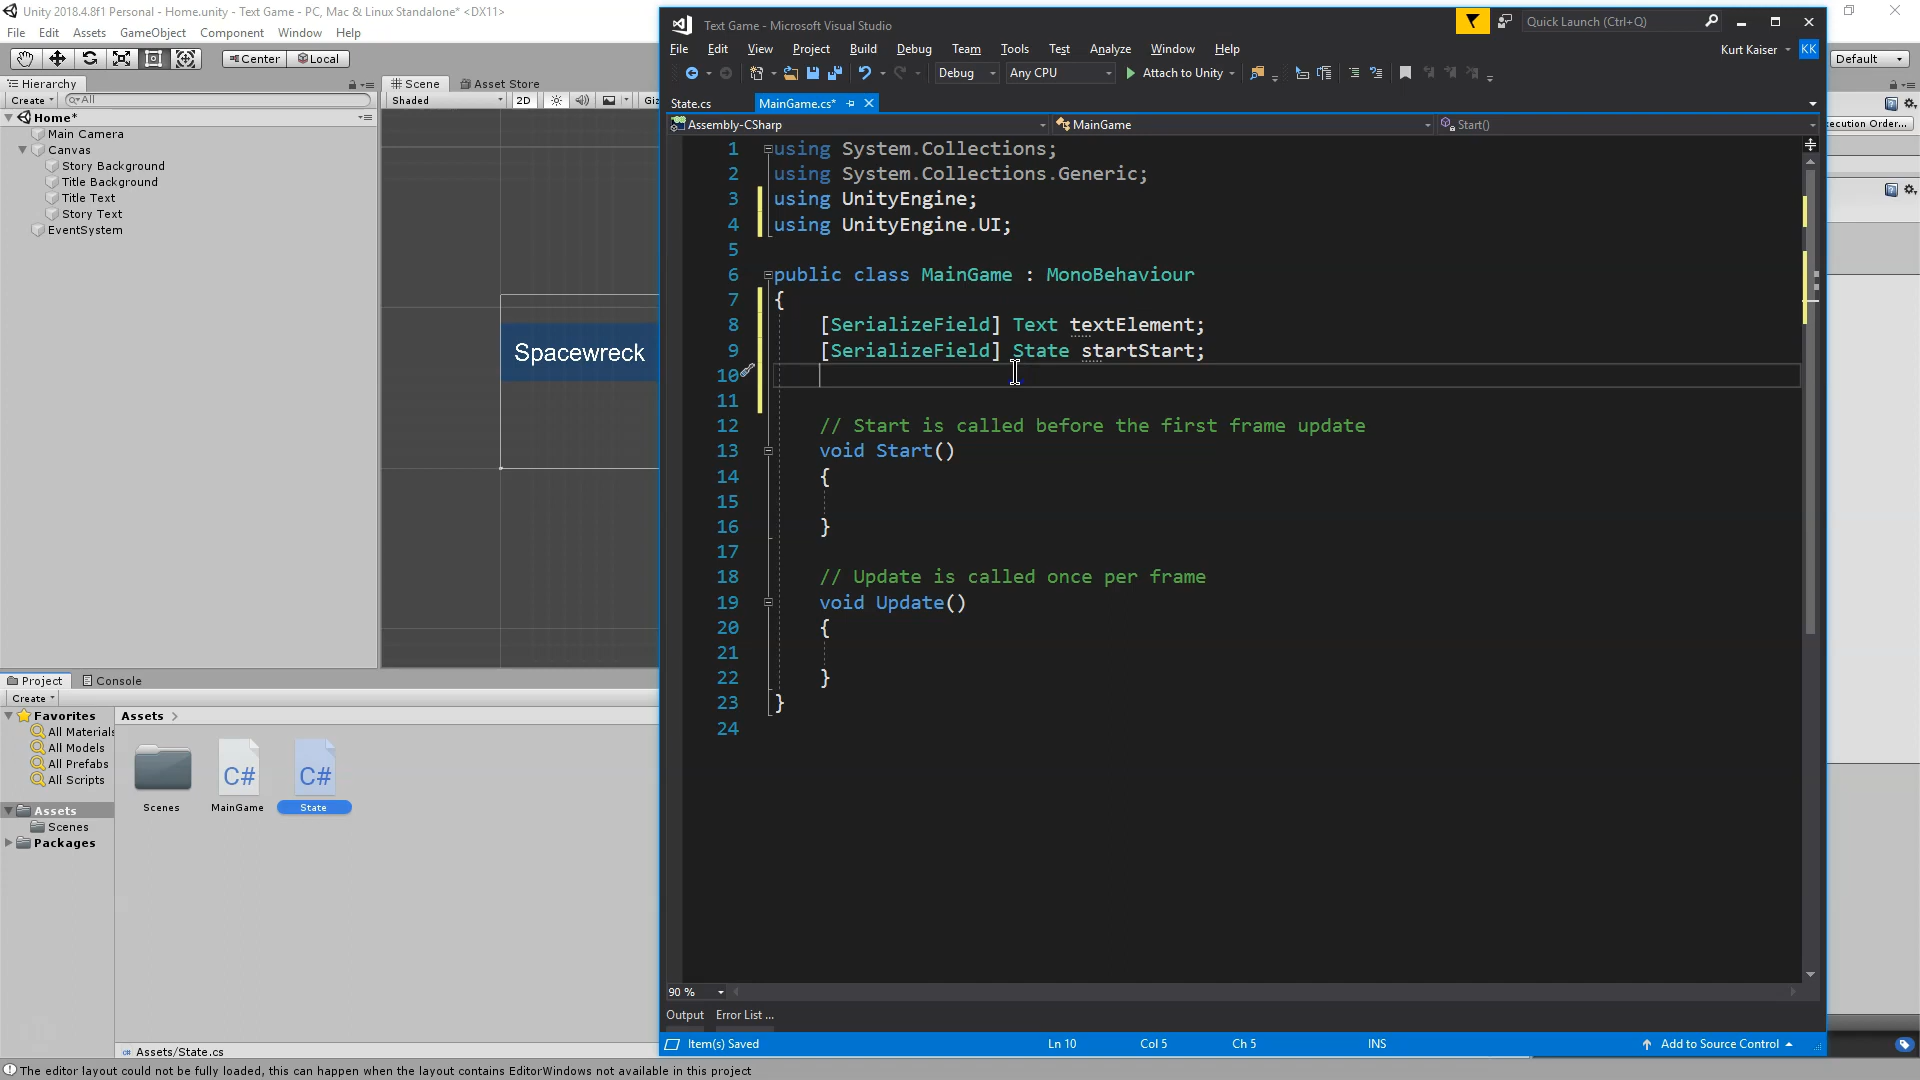 Unity 2018.4.8f1 Personal - Home.unity - Text Game - PC, Mac & Linux Standalone* <DX11>
File Edit Assets GameObject Component Window Help
Center Local
Default
Hierarchy
Create All
Home*
Main Camera
Canvas
Story Background
Title Background
Title Text
Story Text
EventSystem
Scene Asset Store
Shaded 2D Giz
Spacewreck
ecution Order...
Text Game - Microsoft Visual Studio
Quick Launch (Ctrl+Q)
File Edit View Project Build Debug Team Tools Test Analyze Window Help
Kurt Kaiser KK
Debug Any CPU Attach to Unity
State.cs MainGame.cs*
Assembly-CSharp MainGame Start()
1 using System.Collections;
2 using System.Collections.Generic;
3 using UnityEngine;
4 using UnityEngine.UI;
5
6 public class MainGame : MonoBehaviour
7 {
8 [SerializeField] Text textElement;
9 [SerializeField] State startStart;
10
11
12 // Start is called before the first frame update
13 void Start()
14 {
15
16 }
17
18 // Update is called once per frame
19 void Update()
20 {
21
22 }
23 }
24
90 %
Output Error List ...
Item(s) Saved Ln 10 Col 5 Ch 5 INS Add to Source Control
Project Console
Create
Favorites
All Materials
All Models
All Prefabs
All Scripts
Assets
Scenes
Packages
Assets
C# C#
Scenes MainGame State
Assets/State.cs
The editor layout could not be fully loaded, this can happen when the layout contains EditorWindows not available in this project